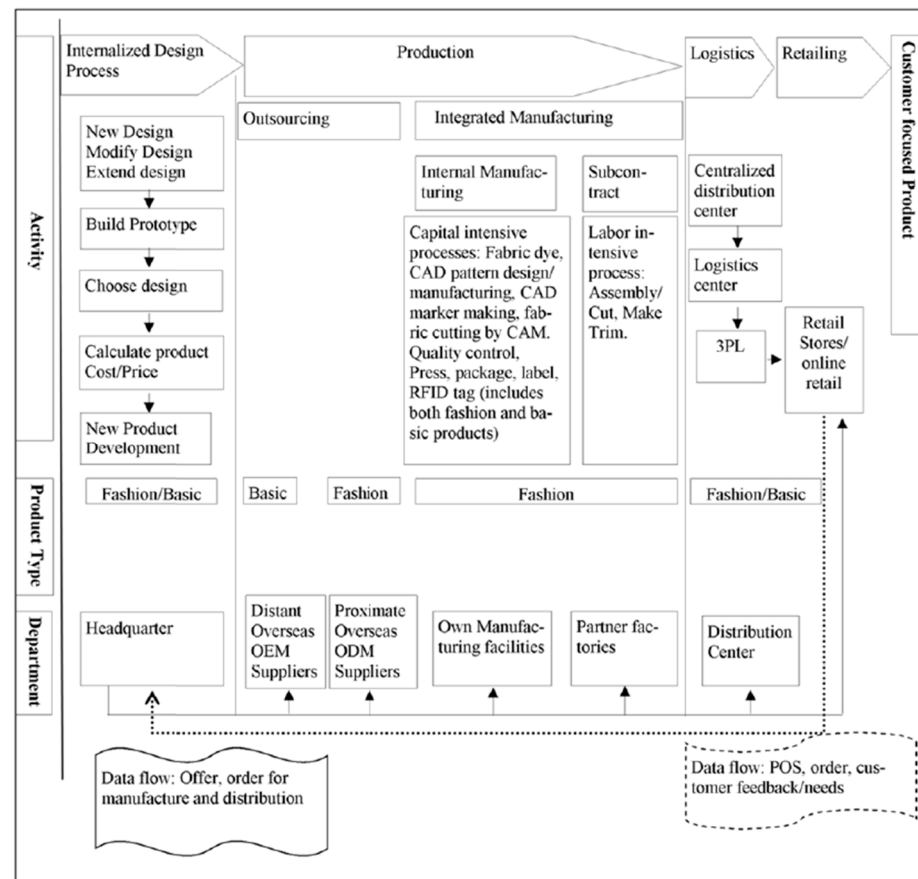 Internalized Design
Process
Production
Logistics
Retailing
Customer focused Product
Activity
Outsourcing
Integrated Manufacturing
New Design
Modify Design
Extend design
Build Prototype
Choose design
Calculate product
Cost/Price
New Product
Development
Internal Manufac-
turing
Subcon-
tract
Capital intensive
processes: Fabric dye,
CAD pattern design/
manufacturing, CAD
marker making, fabric
cutting by CAM.
Quality control,
Press, package, label,
RFID tag (includes
both fashion and ba-
sic products)
Labor in-
tensive
process:
Assembly/
Cut, Make
Trim.
Centralized
distribution
center
Logistics
center
3PL
Retail
Stores/
online
retail
Product Type
Fashion/Basic
Basic
Fashion
Fashion
Fashion/Basic
Department
Headquarter
Distant
Overseas
OEM
Suppliers
Proximate
Overseas
ODM
Suppliers
Own Manufac-
turing facilities
Partner fac-
tories
Distribution
Center
Data flow: Offer, order for
manufacture and distribution
Data flow: POS, order, cus-
tomer feedback/needs